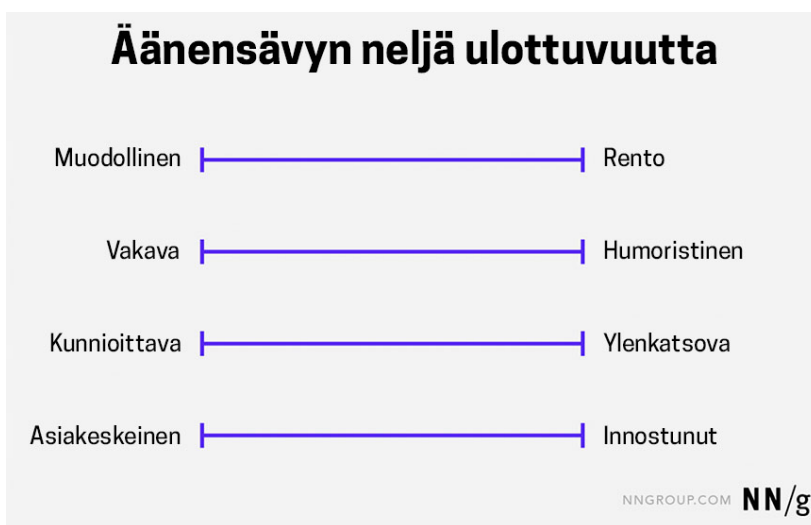 Äänensävyn neljä ulottuvuutta
Muodollinen Rento
Vakava Humoristinen
Kunnioittava Ylenkatsova
Asiakeskeinen Innostunut
NNGROUP.COM NN/g